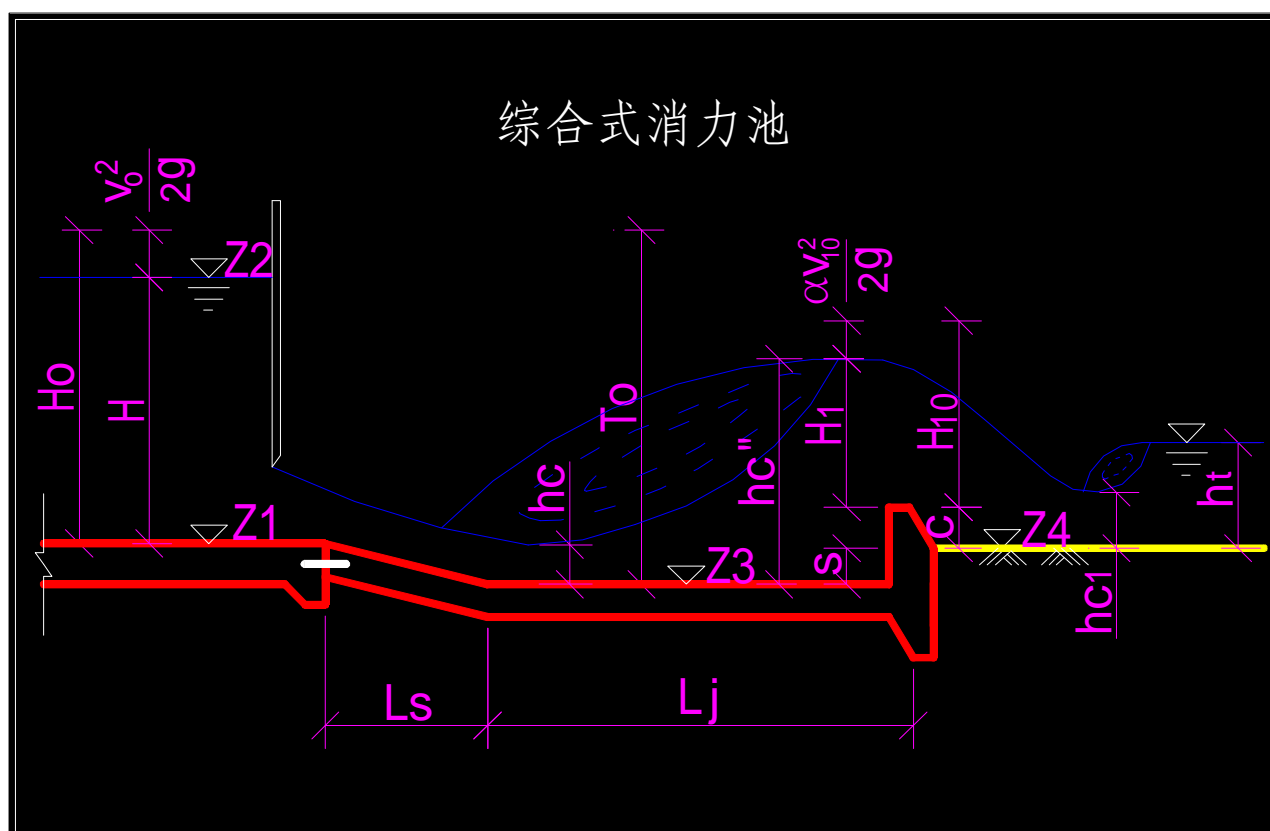 综合式消力池
v₀²
2g
αv₁₀²
2g
Z2
Ho
H
To
hc
hc"
H1
H10
ht
Z1
Z3
s
c
Z4
hc1
Ls
Lj